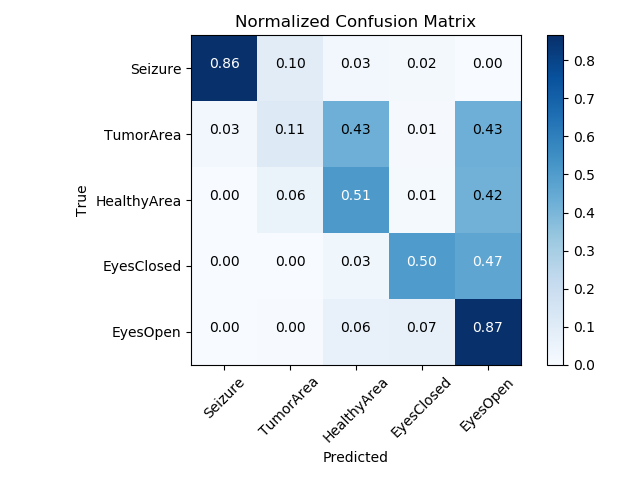 Normalized Confusion Matrix
True
Seizure 0.86 0.10 0.03 0.02 0.00
TumorArea 0.03 0.11 0.43 0.01 0.43
HealthyArea 0.00 0.06 0.51 0.01 0.42
EyesClosed 0.00 0.00 0.03 0.50 0.47
EyesOpen 0.00 0.00 0.06 0.07 0.87
Seizure TumorArea HealthyArea EyesClosed EyesOpen
Predicted
0.8
0.7
0.6
0.5
0.4
0.3
0.2
0.1
0.0